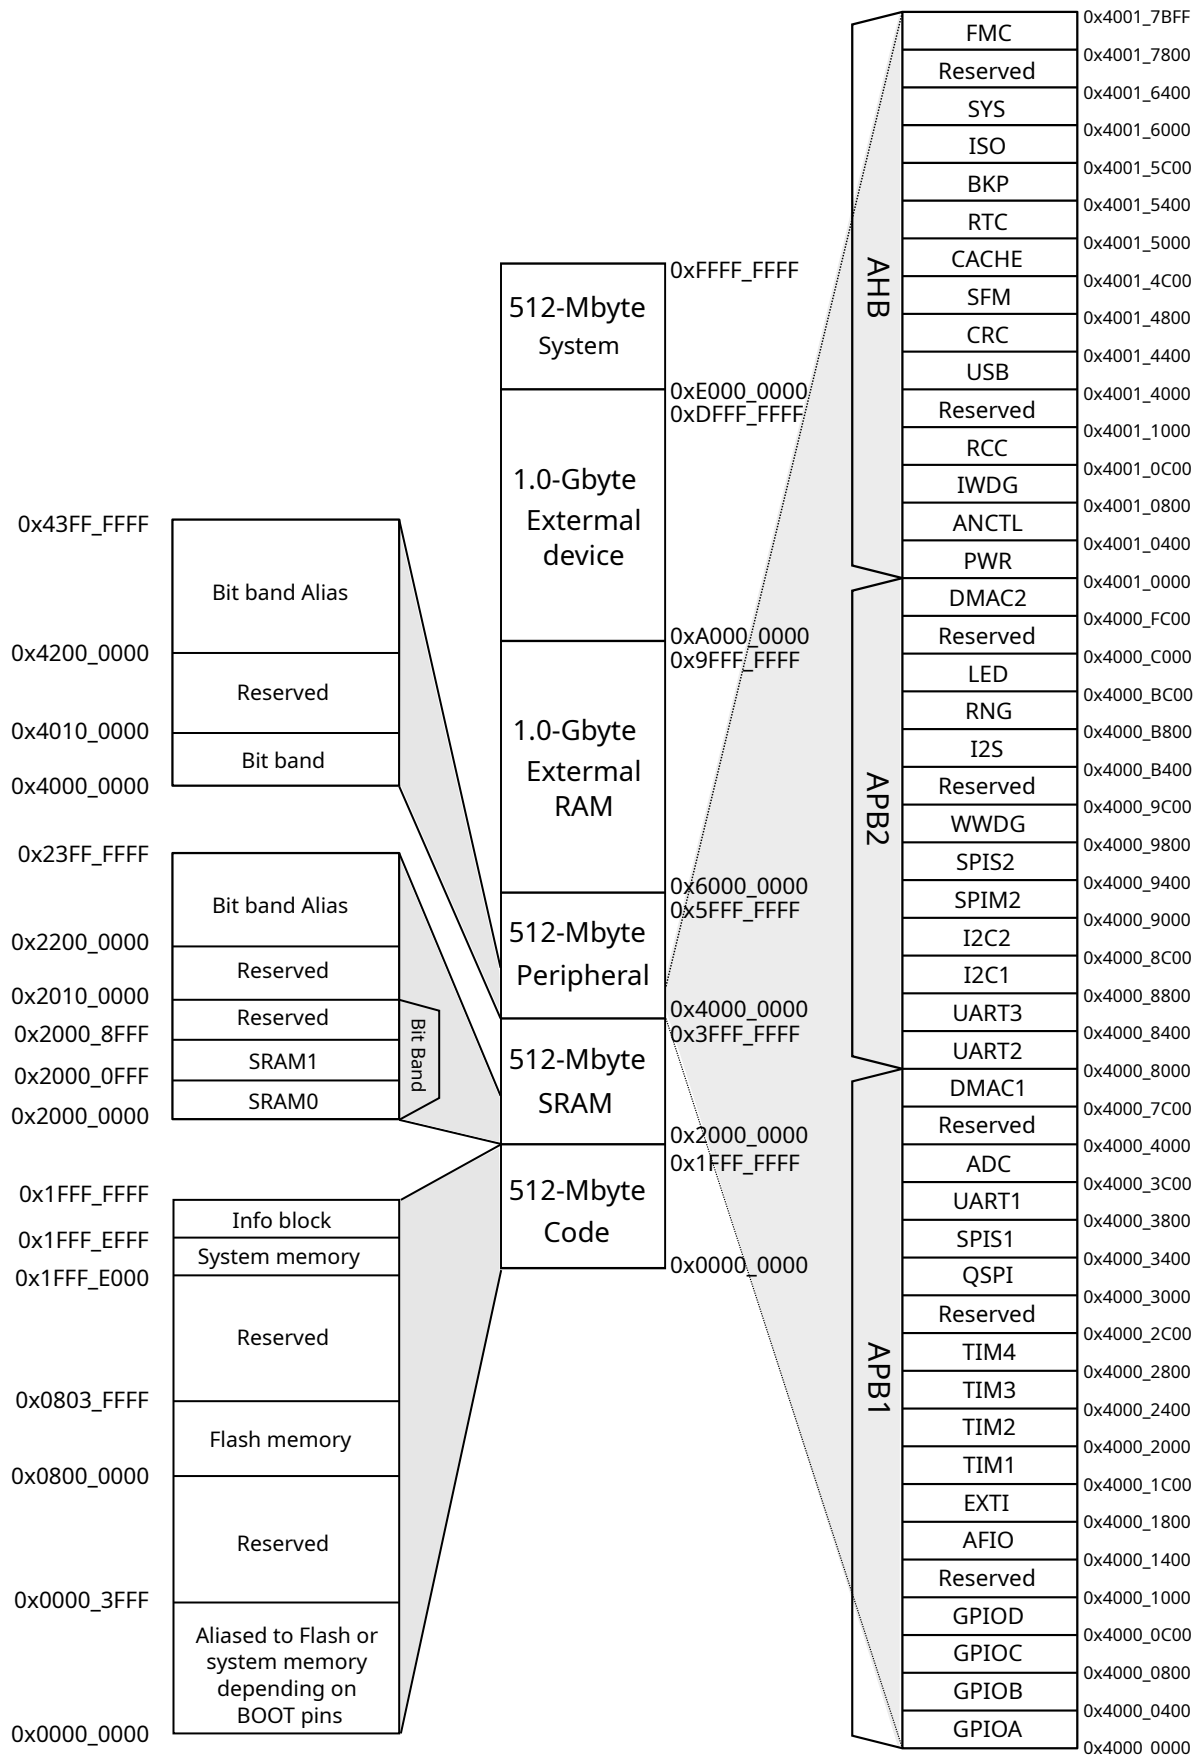 0x43FF_FFFF
Bit band Alias
0x4200_0000
Reserved
0x4010_0000
Bit band
0x4000_0000
0x23FF_FFFF
Bit band Alias
0x2200_0000
Reserved
0x2010_0000
Reserved
0x2000_8FFF
SRAM1
0x2000_0FFF
SRAM0
0x2000_0000
Bit Band
0x1FFF_FFFF
Info block
0x1FFF_EFFF
System memory
0x1FFF_E000
Reserved
0x0803_FFFF
Flash memory
0x0800_0000
Reserved
0x0000_3FFF
Aliased to Flash or
system memory
depending on
BOOT pins
0x0000_0000
0xFFFF_FFFF
512-Mbyte
System
0xE000_0000
0xDFFF_FFFF
1.0-Gbyte
Extermal
device
0xA000_0000
0x9FFF_FFFF
1.0-Gbyte
Extermal
RAM
0x6000_0000
0x5FFF_FFFF
512-Mbyte
Peripheral
0x4000_0000
0x3FFF_FFFF
512-Mbyte
SRAM
0x2000_0000
0x1FFF_FFFF
512-Mbyte
Code
0x0000_0000
AHB
0x4001_7BFF
FMC
0x4001_7800
Reserved
0x4001_6400
SYS
0x4001_6000
ISO
0x4001_5C00
BKP
0x4001_5400
RTC
0x4001_5000
CACHE
0x4001_4C00
SFM
0x4001_4800
CRC
0x4001_4400
USB
0x4001_4000
Reserved
0x4001_1000
RCC
0x4001_0C00
IWDG
0x4001_0800
ANCTL
0x4001_0400
PWR
0x4001_0000
APB2
DMAC2
0x4000_FC00
Reserved
0x4000_C000
LED
0x4000_BC00
RNG
0x4000_B800
I2S
0x4000_B400
Reserved
0x4000_9C00
WWDG
0x4000_9800
SPIS2
0x4000_9400
SPIM2
0x4000_9000
I2C2
0x4000_8C00
I2C1
0x4000_8800
UART3
0x4000_8400
UART2
0x4000_8000
APB1
DMAC1
0x4000_7C00
Reserved
0x4000_4000
ADC
0x4000_3C00
UART1
0x4000_3800
SPIS1
0x4000_3400
QSPI
0x4000_3000
Reserved
0x4000_2C00
TIM4
0x4000_2800
TIM3
0x4000_2400
TIM2
0x4000_2000
TIM1
0x4000_1C00
EXTI
0x4000_1800
AFIO
0x4000_1400
Reserved
0x4000_1000
GPIOD
0x4000_0C00
GPIOC
0x4000_0800
GPIOB
0x4000_0400
GPIOA
0x4000_0000